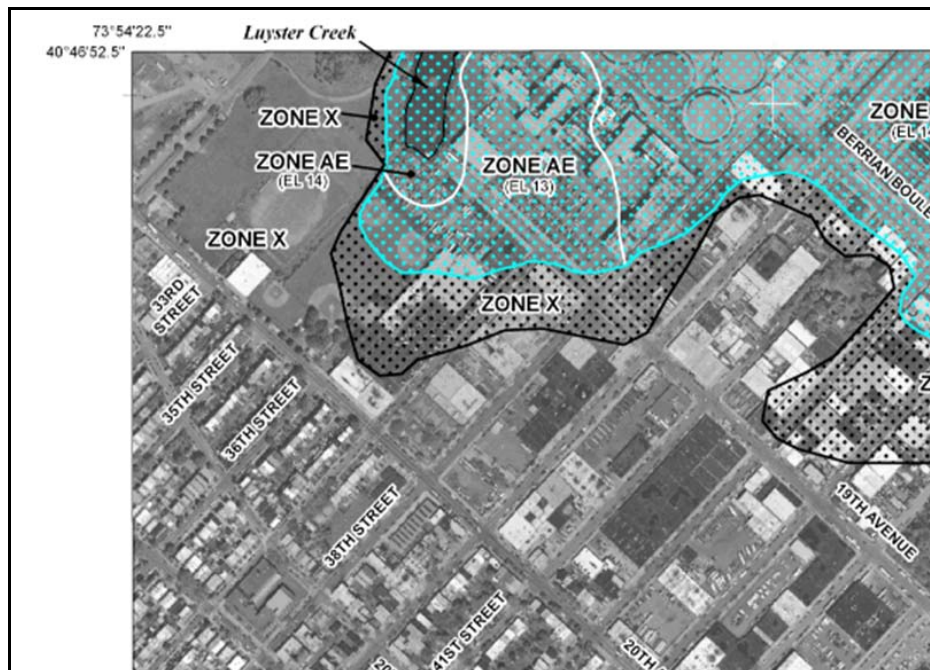 73°54'22.5"
Luyster Creek
40°46'52.5"
ZONE X
ZONE AE
(EL 14)
ZONE AE
(EL 13)
ZONE
BERRIAN
ZONE X
33RD
STREET
ZONE X
35TH STREET
36TH STREET
38TH STREET
19TH AVENUE
41ST STREET
20TH